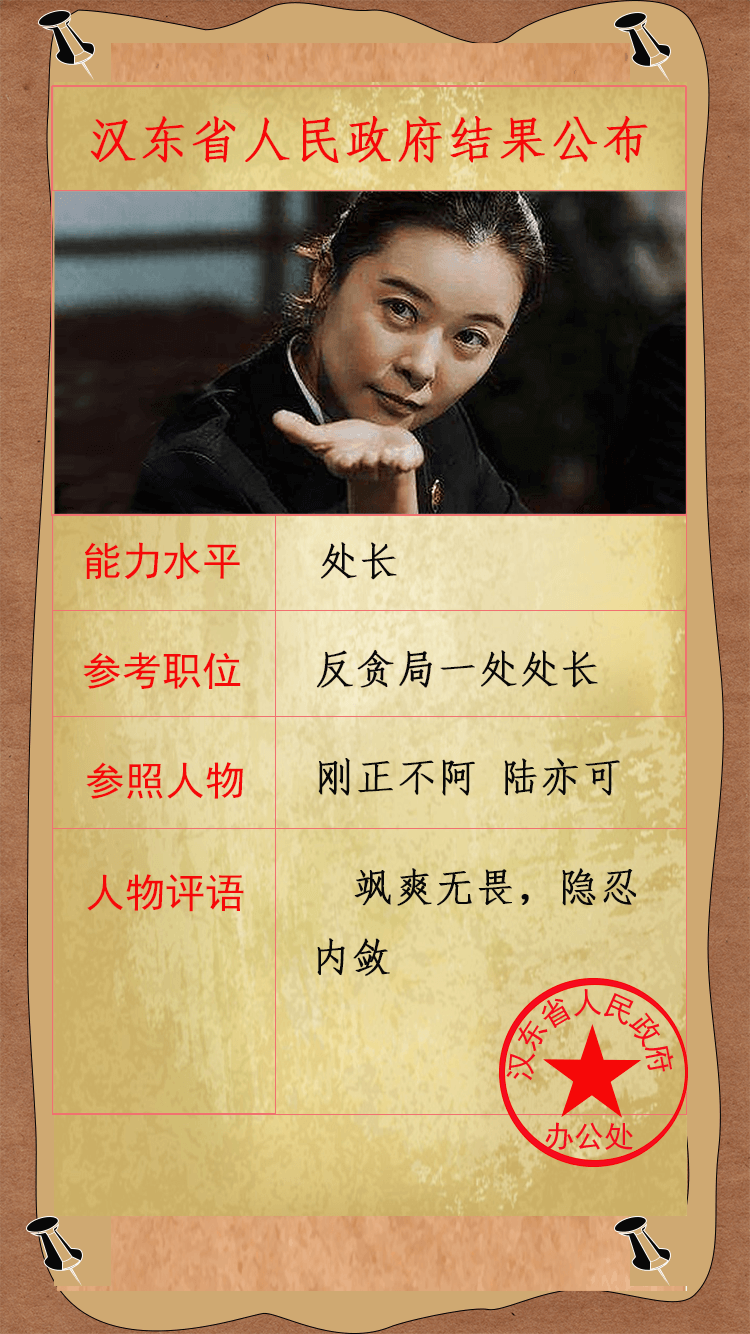 汉东省人民政府结果公布
能力水平 处长
参考职位 反贪局一处处长
参照人物 刚正不阿 陆亦可
人物评语 飒爽无畏，隐忍
内敛
汉东省人民政府
办公处